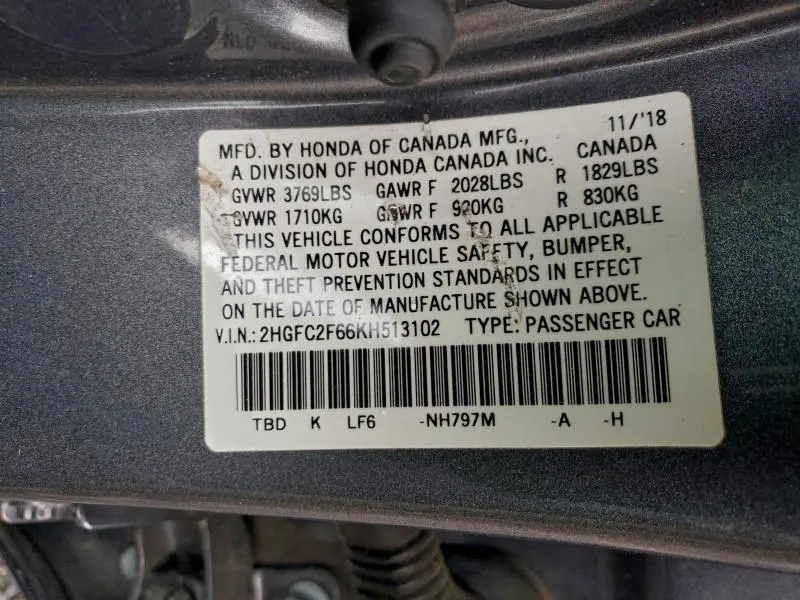 MFD. BY HONDA OF CANADA MFG., 11/'18
A DIVISION OF HONDA CANADA INC. CANADA
GVWR 3769LBS GAWR F 2028LBS R 1829LBS
GVWR 1710KG GAWR F 920KG R 830KG
THIS VEHICLE CONFORMS TO ALL APPLICABLE
FEDERAL MOTOR VEHICLE SAFETY, BUMPER,
AND THEFT PREVENTION STANDARDS IN EFFECT
ON THE DATE OF MANUFACTURE SHOWN ABOVE.
V.I.N.: 2HGFC2F66KH513102 TYPE: PASSENGER CAR
TBD K LF6 -NH797M -A -H